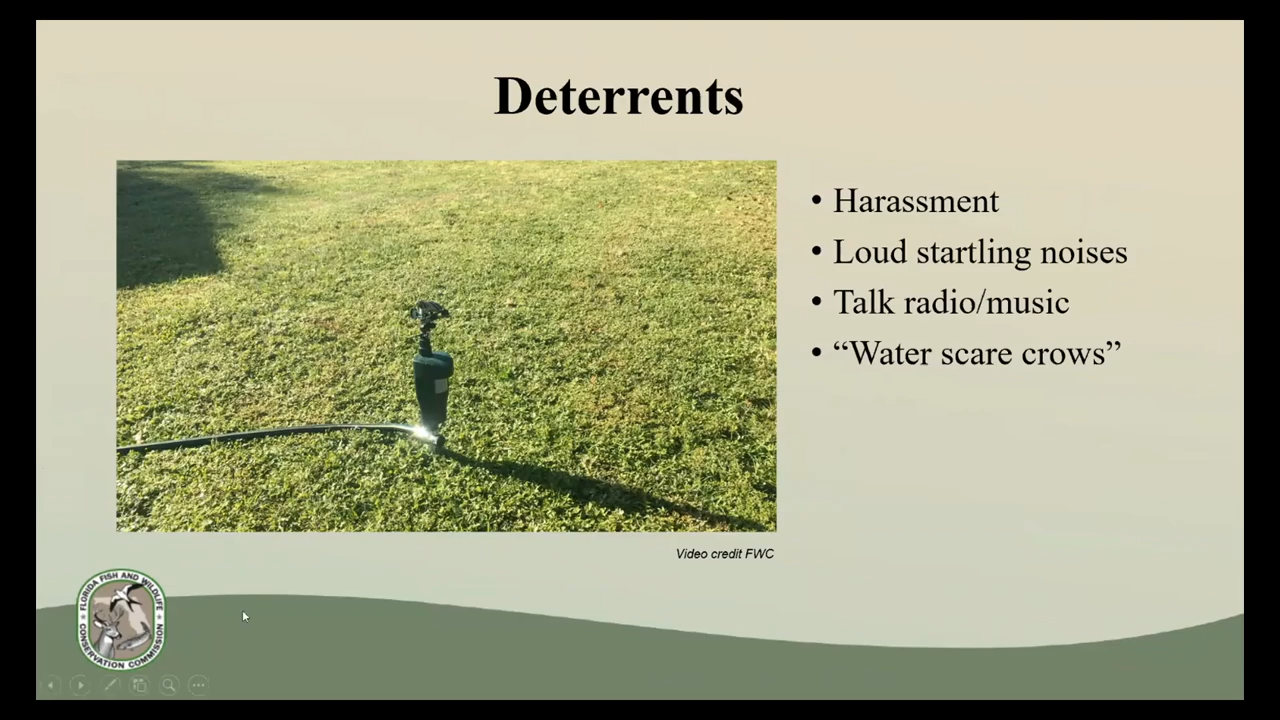 Deterrents
• Harassment
• Loud startling noises
• Talk radio/music
• “Water scare crows”
Video credit FWC
FLORIDA FISH AND WILDLIFE
CONSERVATION COMMISSION